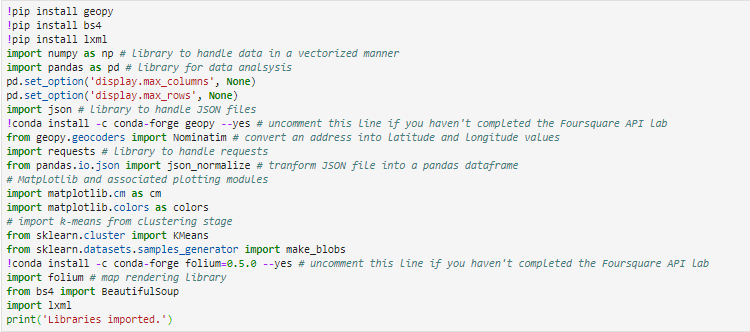 !pip install geopy
!pip install bs4
!pip install lxml
import numpy as np # library to handle data in a vectorized manner
import pandas as pd # library for data analsysis
pd.set_option('display.max_columns', None)
pd.set_option('display.max_rows', None)
import json # library to handle JSON files
!conda install -c conda-forge geopy --yes # uncomment this line if you haven't completed the Foursquare API lab
from geopy.geocoders import Nominatim # convert an address into latitude and longitude values
import requests # library to handle requests
from pandas.io.json import json_normalize # tranform JSON file into a pandas dataframe
# Matplotlib and associated plotting modules
import matplotlib.cm as cm
import matplotlib.colors as colors
# import k-means from clustering stage
from sklearn.cluster import KMeans
from sklearn.datasets.samples_generator import make_blobs
!conda install -c conda-forge folium=0.5.0 --yes # uncomment this line if you haven't completed the Foursquare API lab
import folium # map rendering library
from bs4 import BeautifulSoup
import lxml
print('Libraries imported.')